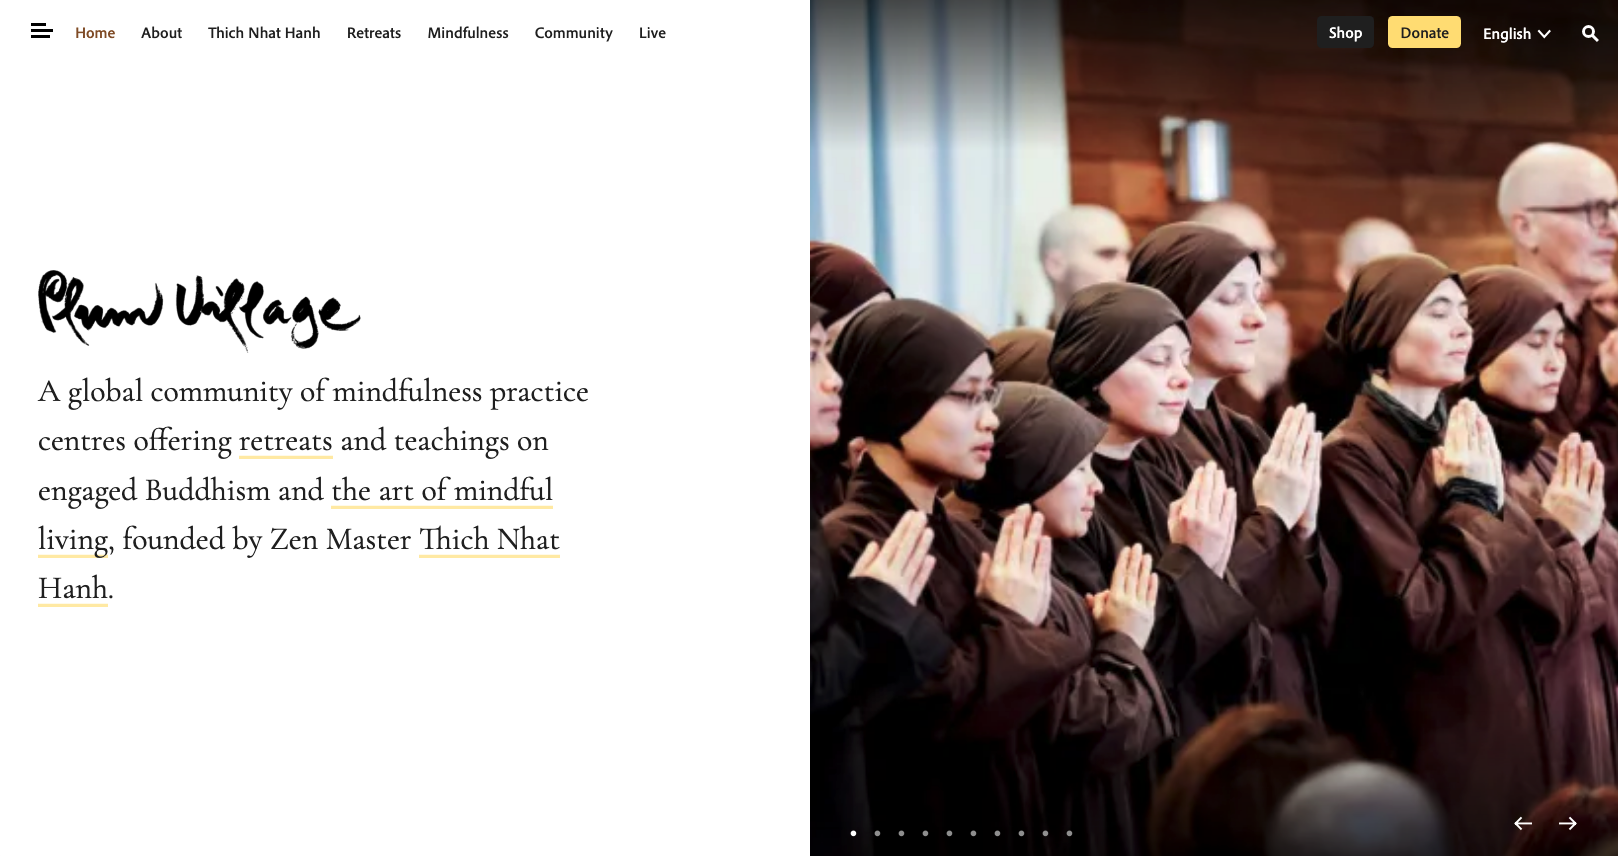 Home About Thich Nhat Hanh Retreats Mindfulness Community Live Shop Donate English
Plum Village
A global community of mindfulness practice
centres offering retreats and teachings on
engaged Buddhism and the art of mindful
living, founded by Zen Master Thich Nhat
Hanh.